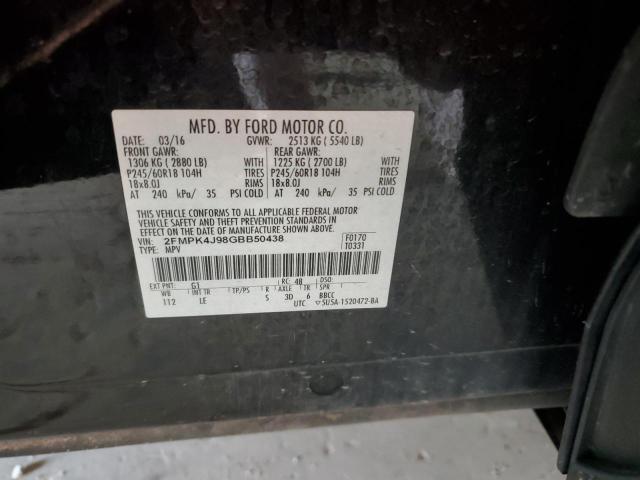 MFD. BY FORD MOTOR CO.
DATE: 03/16 GVWR: 2513 KG ( 5540 LB)
FRONT GAWR: REAR GAWR:
1306 KG ( 2880 LB) WITH 1225 KG ( 2700 LB) WITH
P245/60R18 104H TIRES P245/60R18 104H TIRES
18x8.0J RIMS 18x8.0J RIMS
AT 240 kPa/ 35 PSI COLD AT 240 kPa/ 35 PSI COLD
THIS VEHICLE CONFORMS TO ALL APPLICABLE FEDERAL MOTOR
VEHICLE SAFETY AND THEFT PREVENTION STANDARDS IN
EFFECT ON THE DATE OF MANUFACTURE SHOWN ABOVE.
VIN: 2FMPK4J98GBB50438 F0170
TYPE: MPV T0331
EXT PNT: G1 RC: 48 DSO:
WB INT TR TP/PS R AXLE TR SPR
112 LE 5 3D 6 BBCC
UTC ▽5U5A-1520472-BA